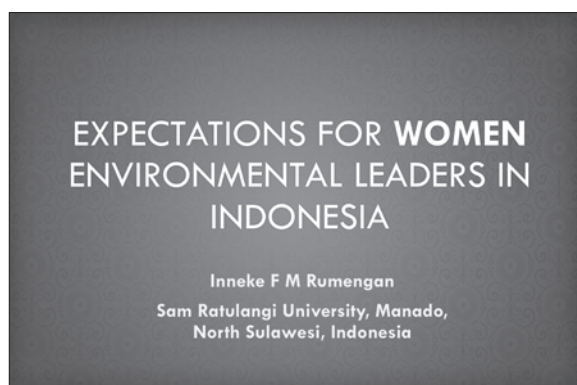 EXPECTATIONS FOR WOMEN
ENVIRONMENTAL LEADERS IN
INDONESIA
Inneke F M Rumengan
Sam Ratulangi University, Manado,
North Sulawesi, Indonesia